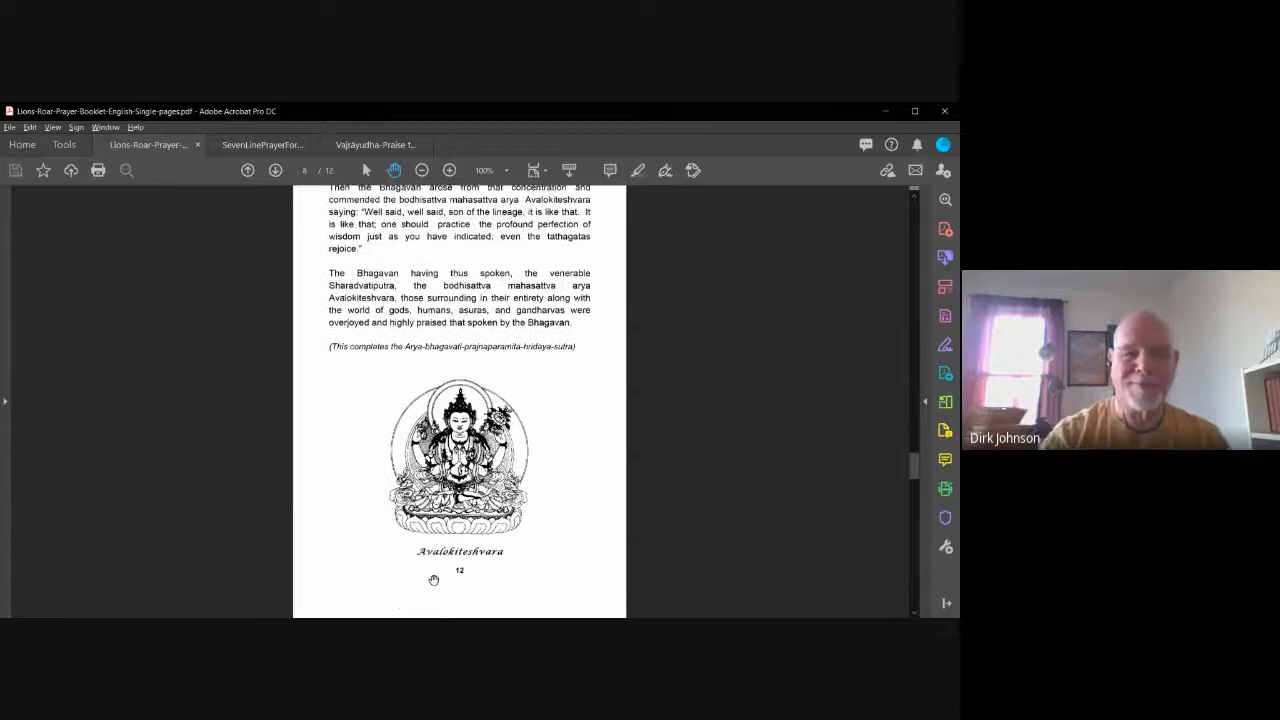 Lions-Roar-Prayer-Booklet-English-Single-pages.pdf - Adobe Acrobat Pro DC
File Edit View Sign Window Help
Home Tools Lions-Roar-Prayer-... × SevenLinePrayerFor... Vajrayudha-Praise t...
8 / 12 100%
Then the Bhagavan arose from that concentration and
commended the bodhisattva mahasattva arya Avalokiteshvara
saying: “Well said, well said, son of the lineage, it is like that. It
is like that; one should practice the profound perfection of
wisdom just as you have indicated; even the tathagatas
rejoice.”
The Bhagavan having thus spoken, the venerable
Sharadvatiputra, the bodhisattva mahasattva arya
Avalokiteshvara, those surrounding in their entirety along with
the world of gods, humans, asuras, and gandharvas were
overjoyed and highly praised that spoken by the Bhagavan.
(This completes the Arya-bhagavati-prajnaparamita-hridaya-sutra)
Avalokiteshvara
12
Dirk Johnson